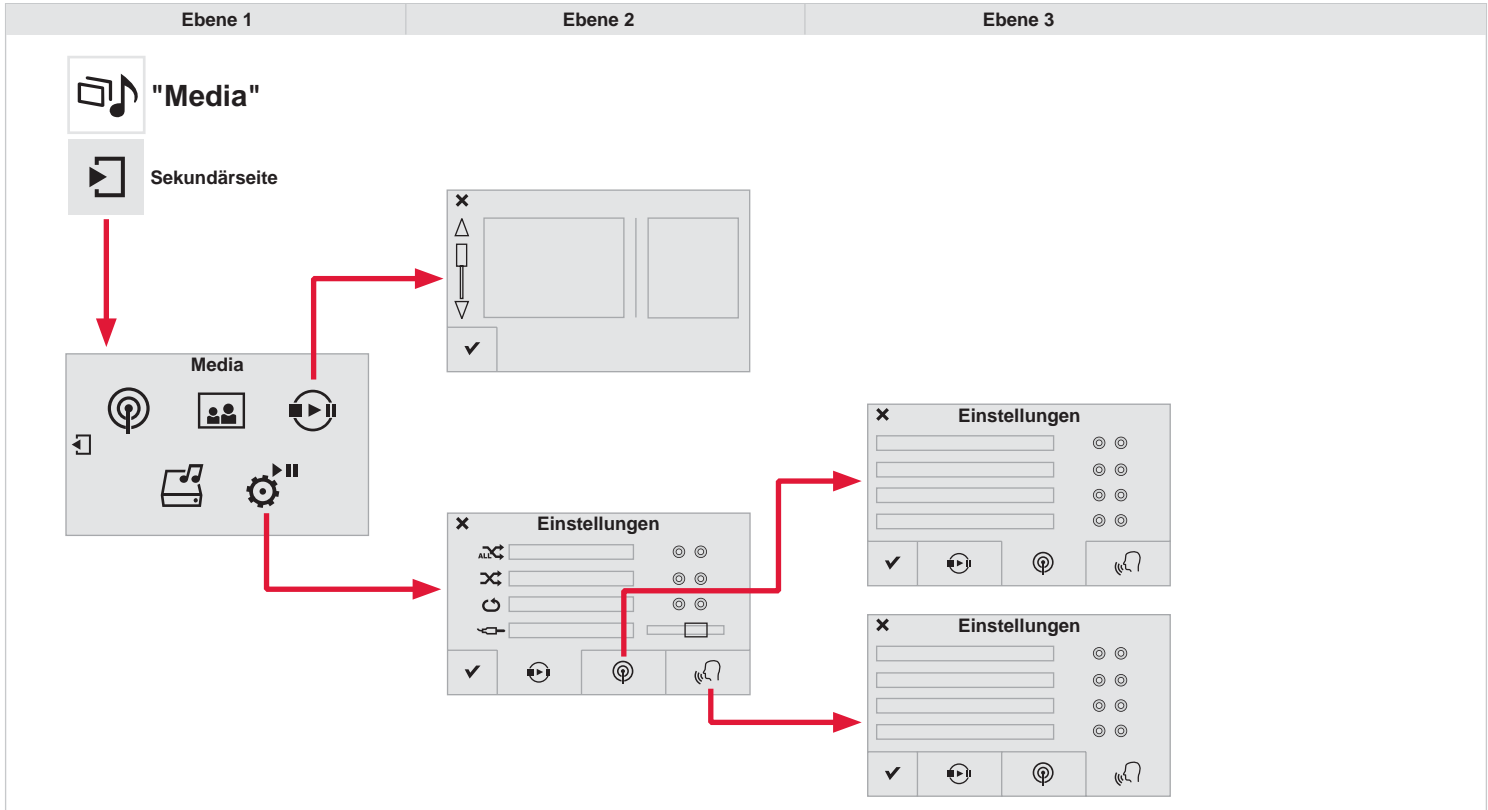 Ebene 1
Ebene 2
Ebene 3
"Media"
Sekundärseite
Media
Einstellungen
ALL
Einstellungen
Einstellungen